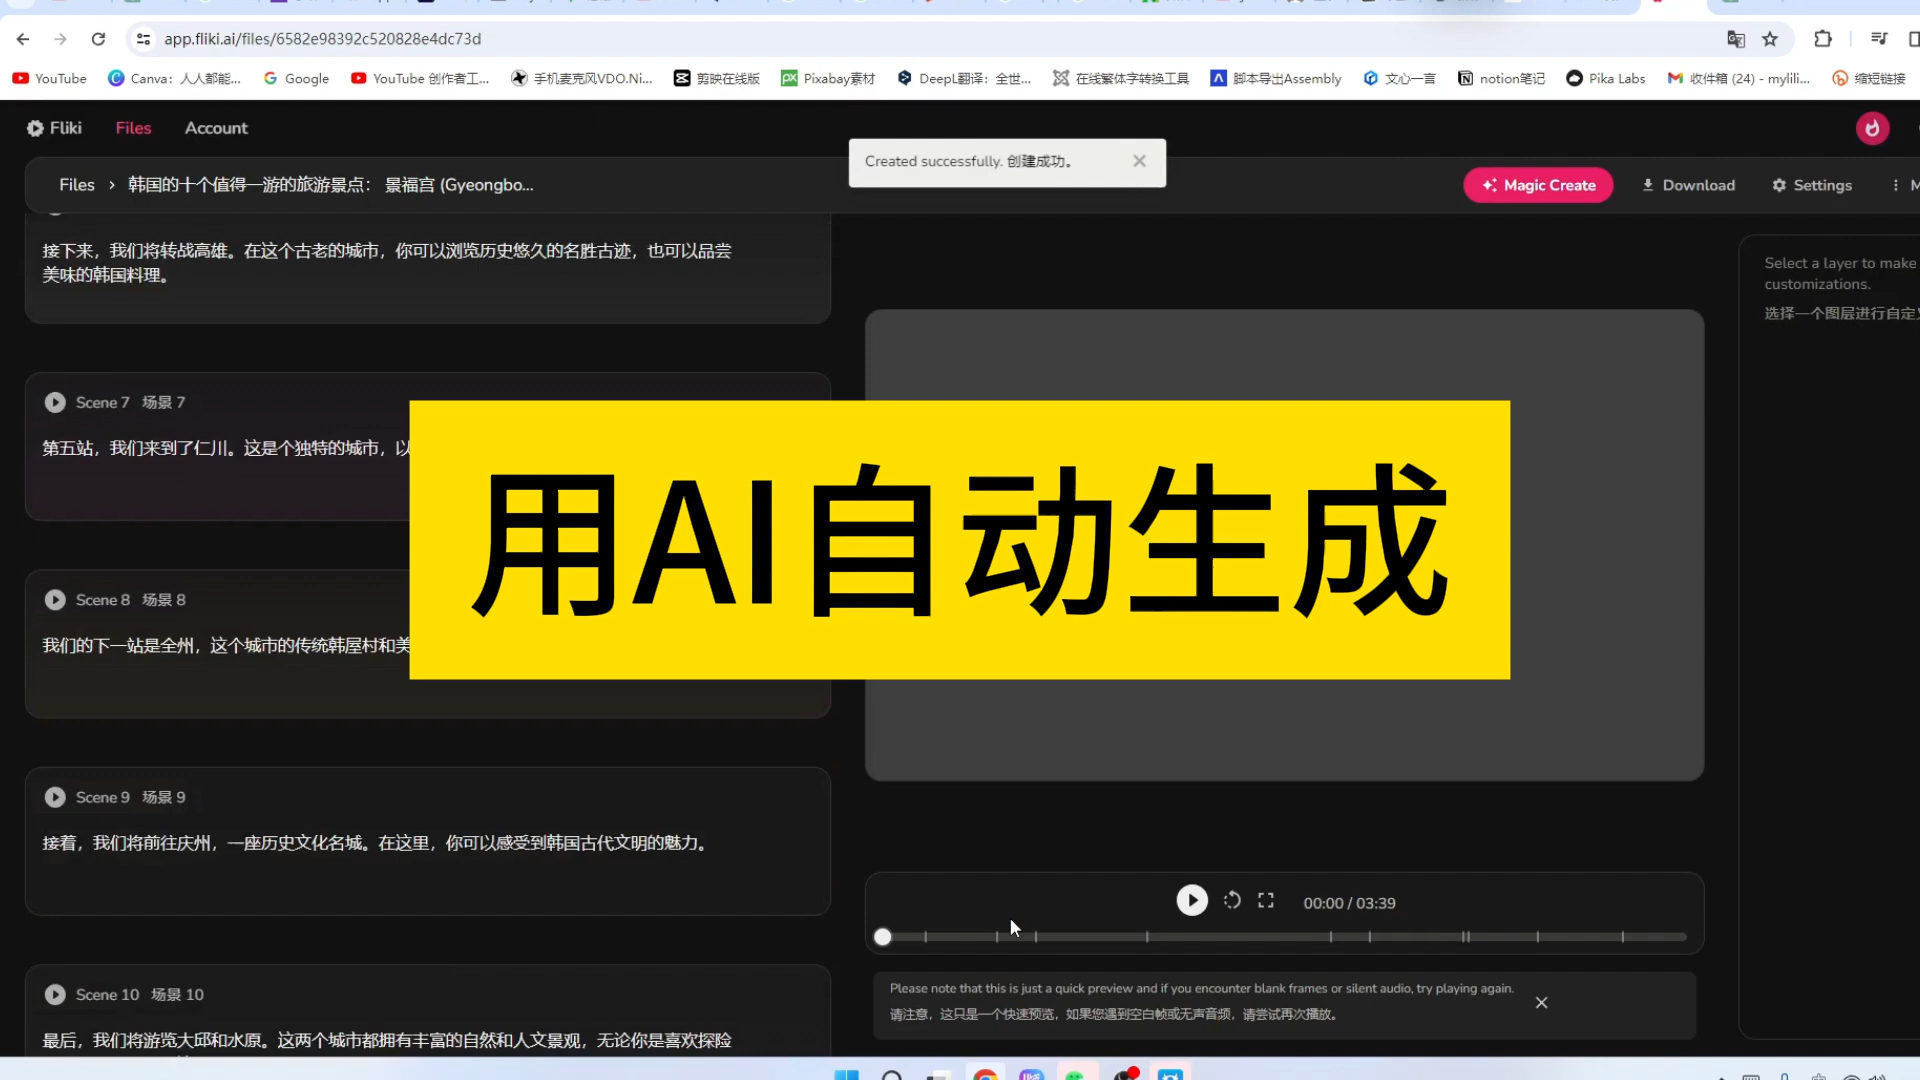 app.fliki.ai/files/6582e98392c520828e4dc73d
YouTube
Canva：人人都能...
Google
YouTube 创作者工...
手机麦克风VDO.Ni...
剪映在线版
Pixabay素材
DeepL翻译：全世...
在线繁体字转换工具
脚本导出Assembly
文心一言
notion笔记
Pika Labs
收件箱 (24) - mylili...
缩短链接
Fliki
Files
Account
Created successfully. 创建成功。
Files › 韩国的十个值得一游的旅游景点： 景福宫 (Gyeongbo...
Magic Create
Download
Settings
接下来，我们将转战高雄。在这个古老的城市，你可以浏览历史悠久的名胜古迹，也可以品尝
美味的韩国料理。
Select a layer to make
customizations.
选择一个图层进行自定
Scene 7 场景 7
第五站，我们来到了仁川。这是个独特的城市，以
用AI自动生成
Scene 8 场景 8
我们的下一站是全州，这个城市的传统韩屋村和美
Scene 9 场景 9
接着，我们将前往庆州，一座历史文化名城。在这里，你可以感受到韩国古代文明的魅力。
00:00 / 03:39
Please note that this is just a quick preview and if you encounter blank frames or silent audio, try playing again.
请注意，这只是一个快速预览，如果您遇到空白帧或无声音频，请尝试再次播放。
Scene 10 场景 10
最后，我们将游览大邱和水原。这两个城市都拥有丰富的自然和人文景观，无论你是喜欢探险